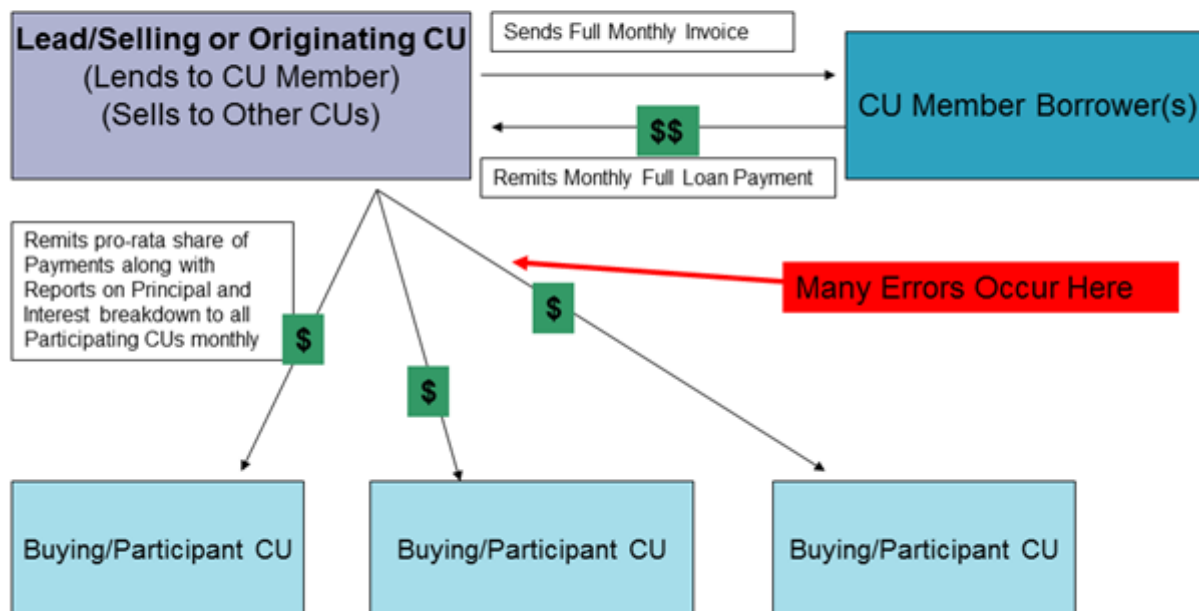 Lead/Selling or Originating CU
(Lends to CU Member)
(Sells to Other CUs)
Sends Full Monthly Invoice
CU Member Borrower(s)
$$
Remits Monthly Full Loan Payment
Remits pro-rata share of
Payments along with
Reports on Principal and
Interest breakdown to all
Participating CUs monthly
Many Errors Occur Here
$
$
$
Buying/Participant CU
Buying/Participant CU
Buying/Participant CU